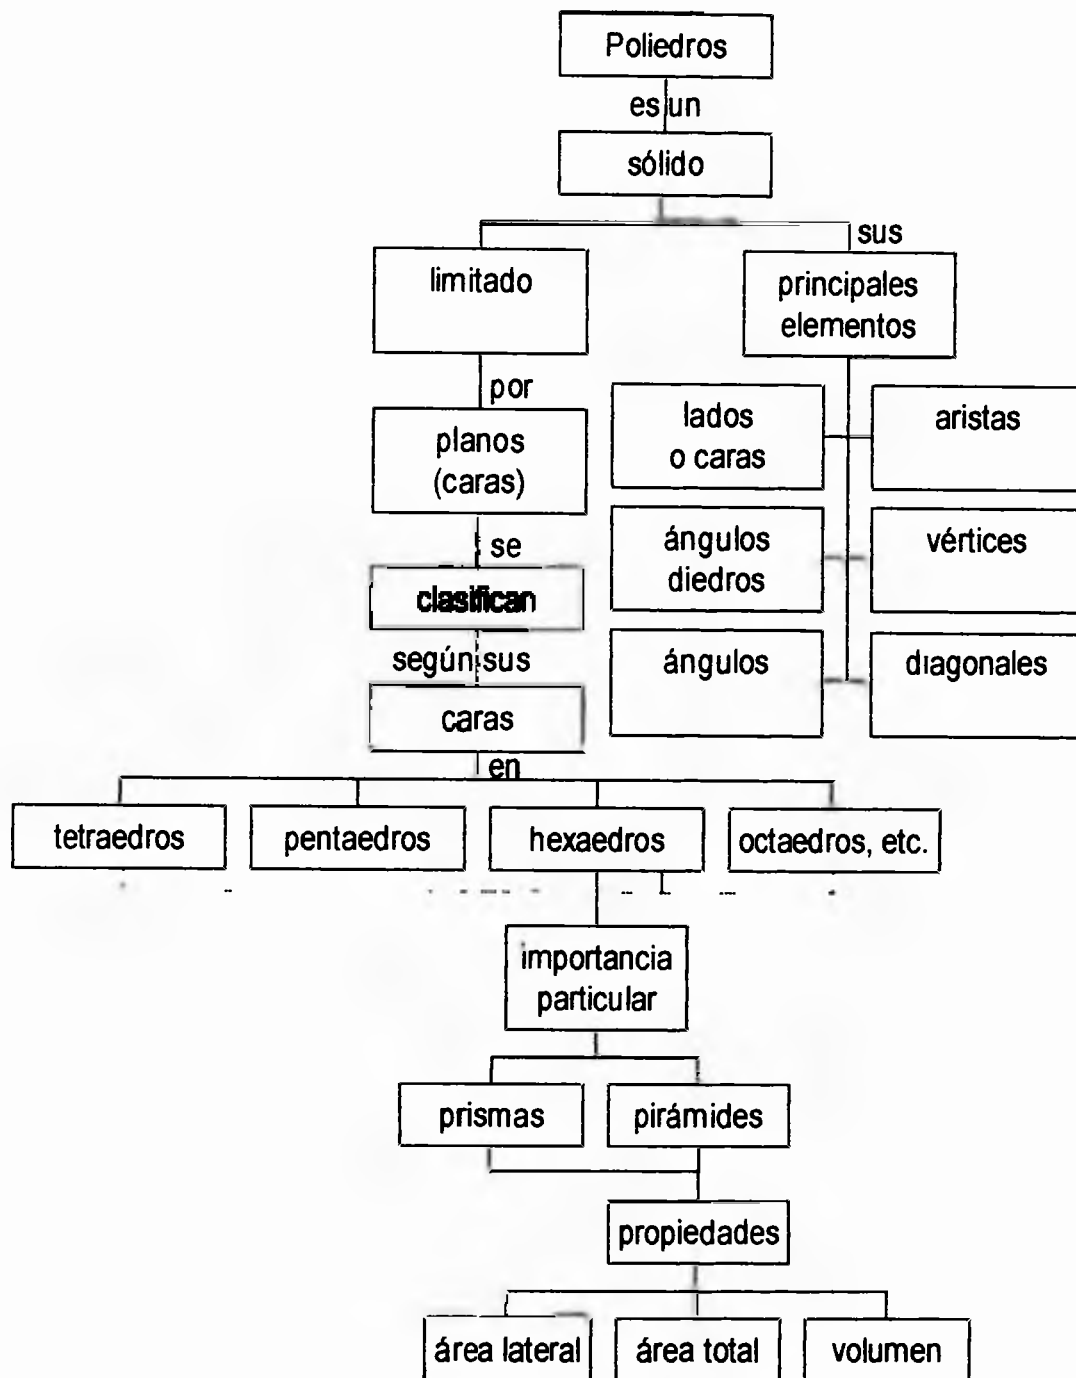 Poliedros
es un
sólido
sus
limitado
principales
elementos
por
planos
(caras)
lados
o caras
aristas
se
ángulos
diedros
vértices
clasifican
según sus
ángulos
diagonales
caras
en
tetraedros
pentaedros
hexaedros
octaedros, etc.
importancia
particular
prismas
pirámides
propiedades
área lateral
área total
volumen